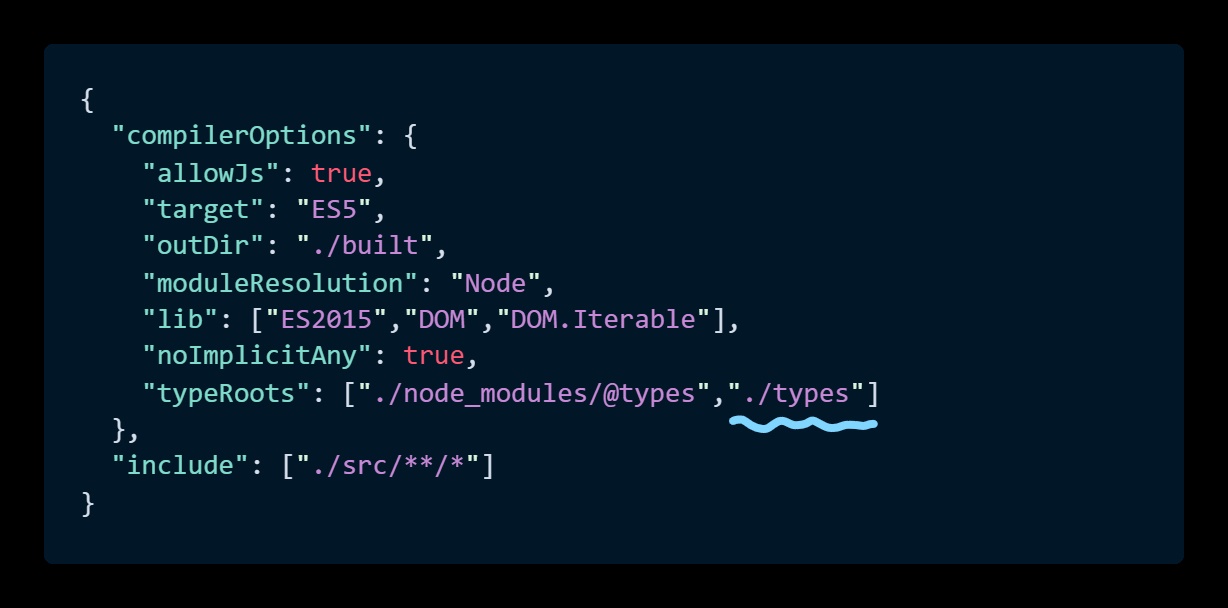 {
  "compilerOptions": {
    "allowJs": true,
    "target": "ES5",
    "outDir": "./built",
    "moduleResolution": "Node",
    "lib": ["ES2015","DOM","DOM.Iterable"],
    "noImplicitAny": true,
    "typeRoots": ["./node_modules/@types","./types"]
  },
  "include": ["./src/**/*"]
}